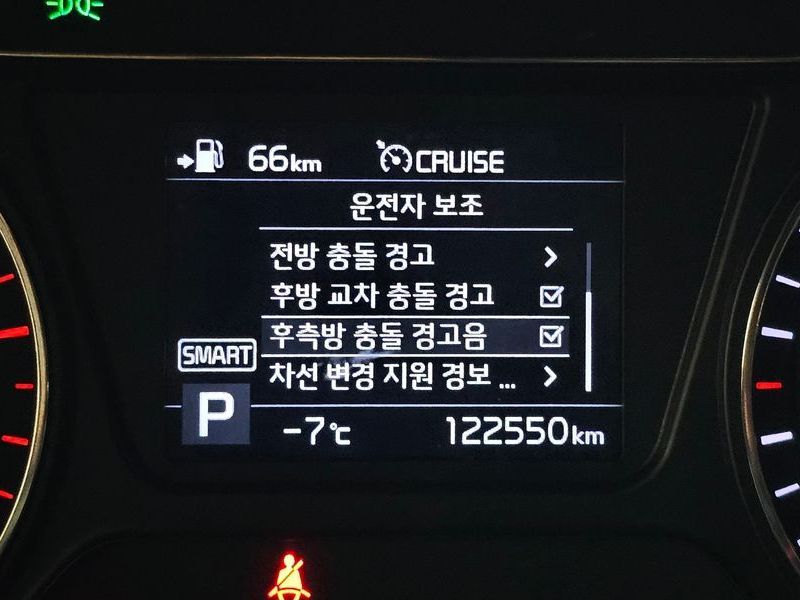 66km CRUISE
운전자 보조
전방 충돌 경고
후방 교차 충돌 경고
후측방 충돌 경고음
차선 변경 지원 경보 ...
SMART
P
-7℃ 122550km